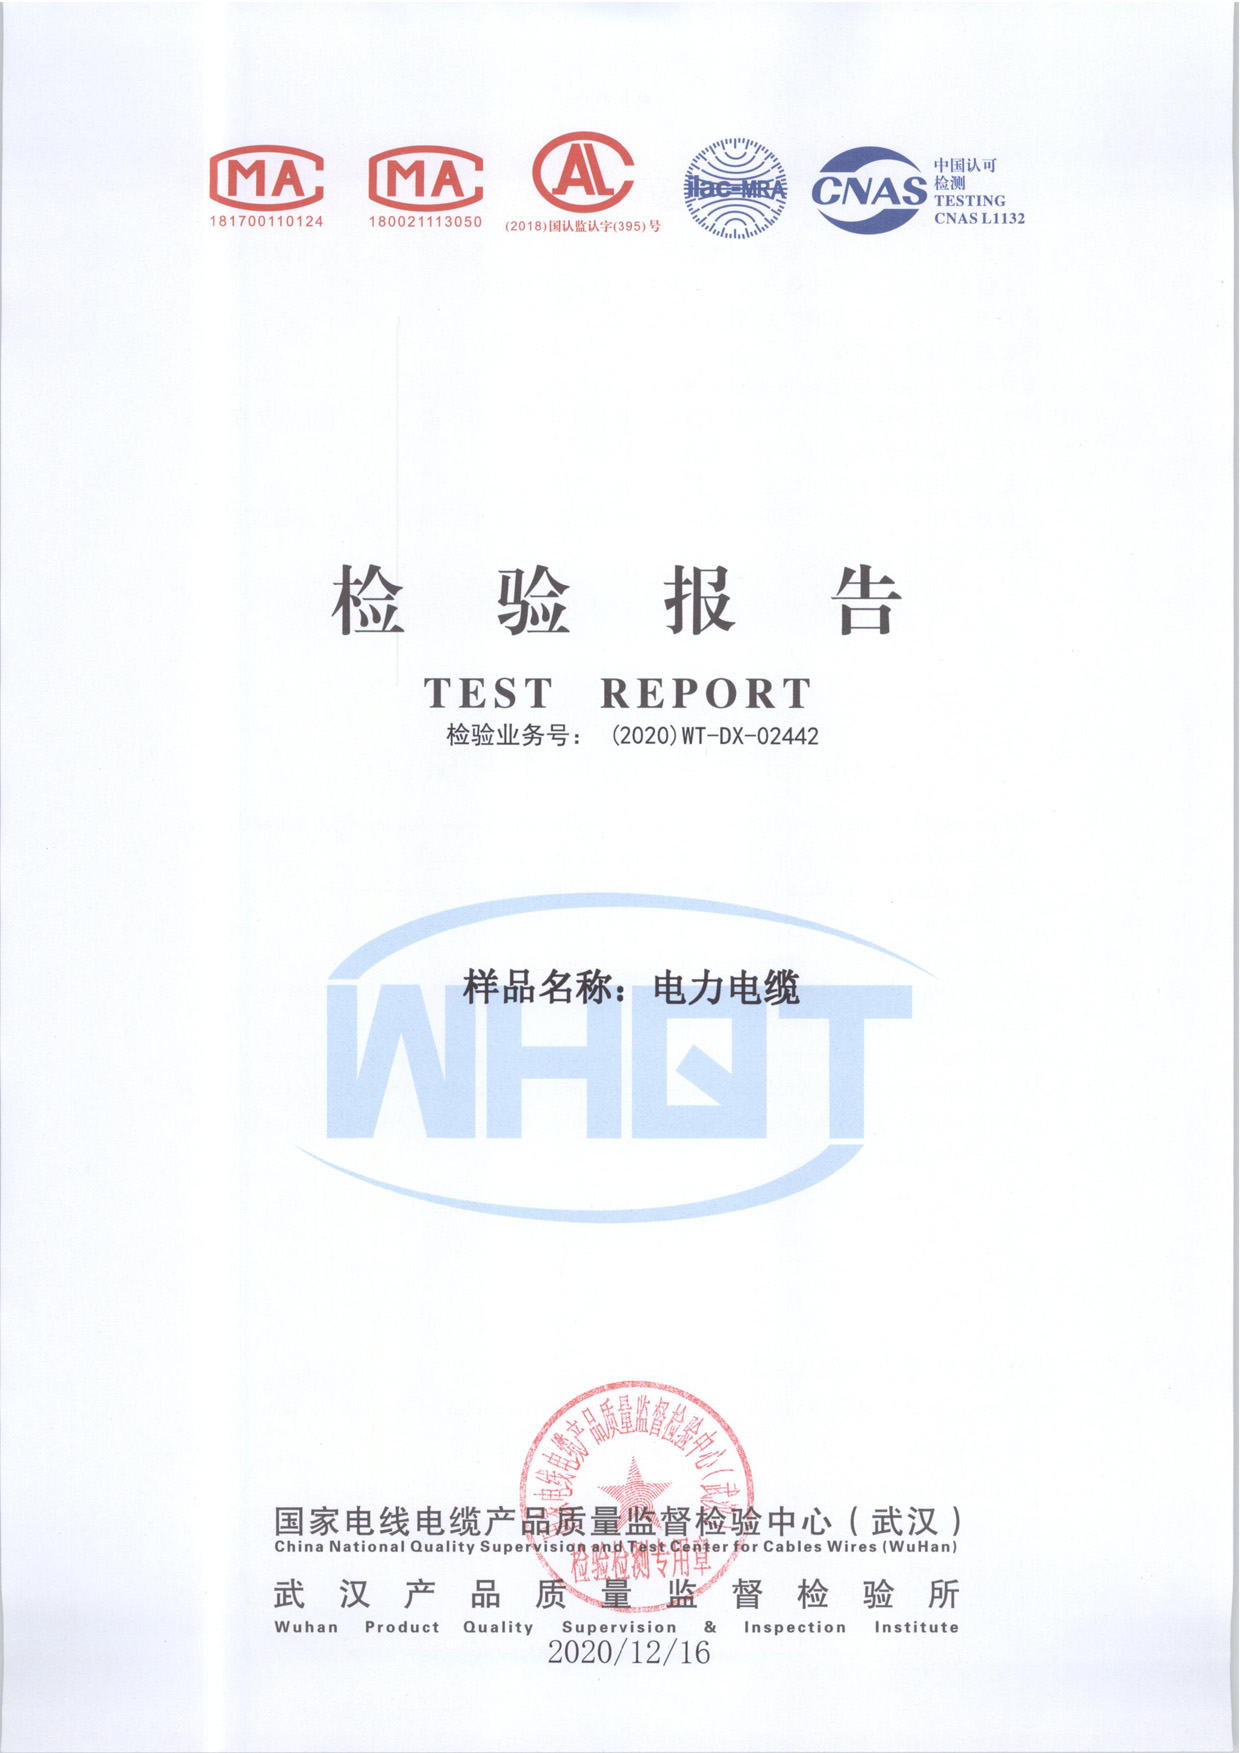 MA MA AL ilac-MRA CNAS 中国认可
检测
TESTING
CNAS L1132
181700110124 180021113050 (2018)国认监认字(395)号
检验报告
TEST REPORT
检验业务号: (2020)WT-DX-02442
样品名称:电力电缆
WHQT
国家电线电缆产品质量监督检验中心(武汉)
检验检测专用章
国家电线电缆产品质量监督检验中心(武汉)
China National Quality Supervision and Test Center for Cables Wires (WuHan)
武汉产品质量监督检验所
Wuhan Product Quality Supervision & Inspection Institute
2020/12/16